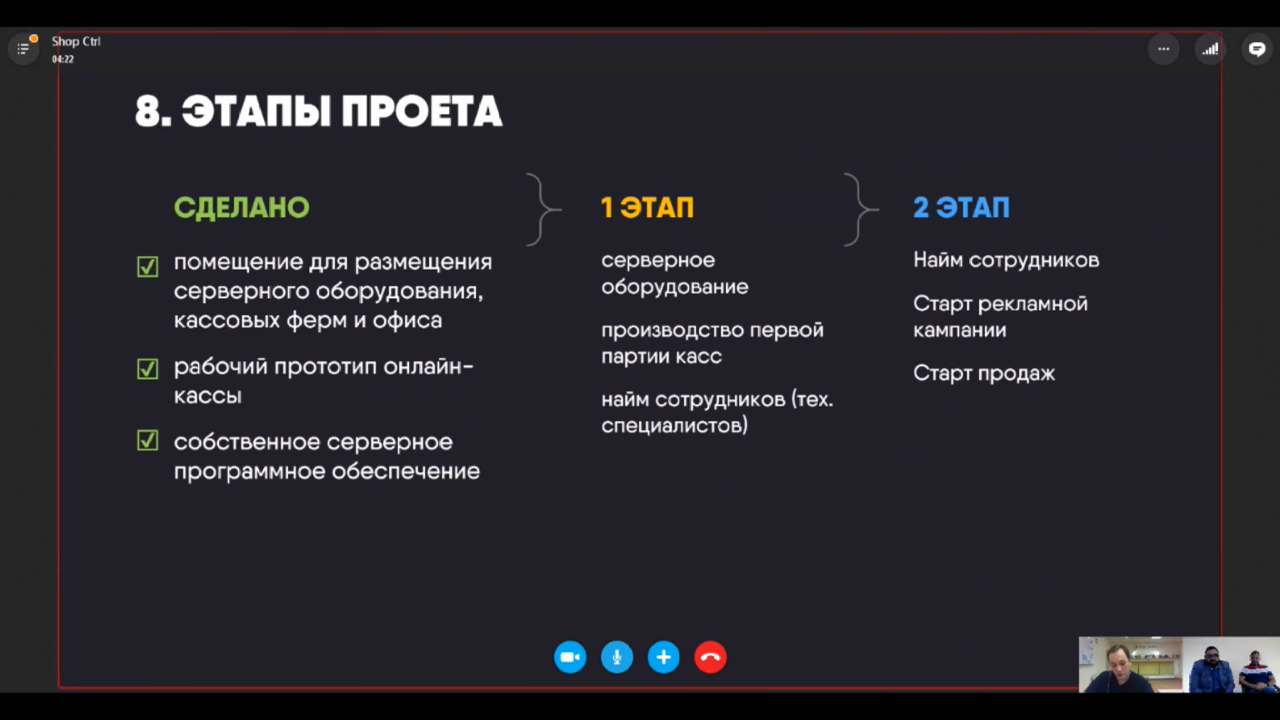 Shop Ctrl
04:22
8. ЭТАПЫ ПРОЕТА
СДЕЛАНО
помещение для размещения
серверного оборудования,
кассовых ферм и офиса
рабочий прототип онлайн-
кассы
собственное серверное
программное обеспечение
1 ЭТАП
серверное
оборудование
производство первой
партии касс
найм сотрудников (тех.
специалистов)
2 ЭТАП
Найм сотрудников
Старт рекламной
кампании
Старт продаж